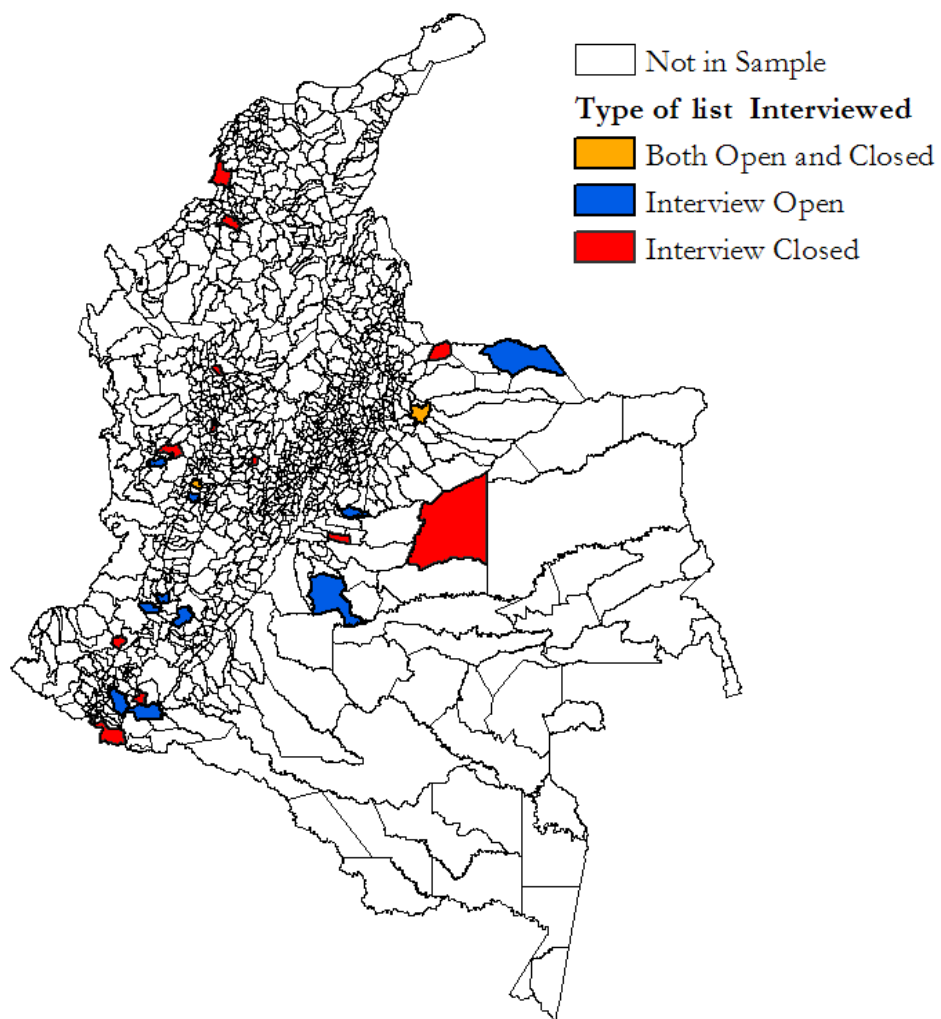 Not in Sample
Type of list Interviewed
Both Open and Closed
Interview Open
Interview Closed